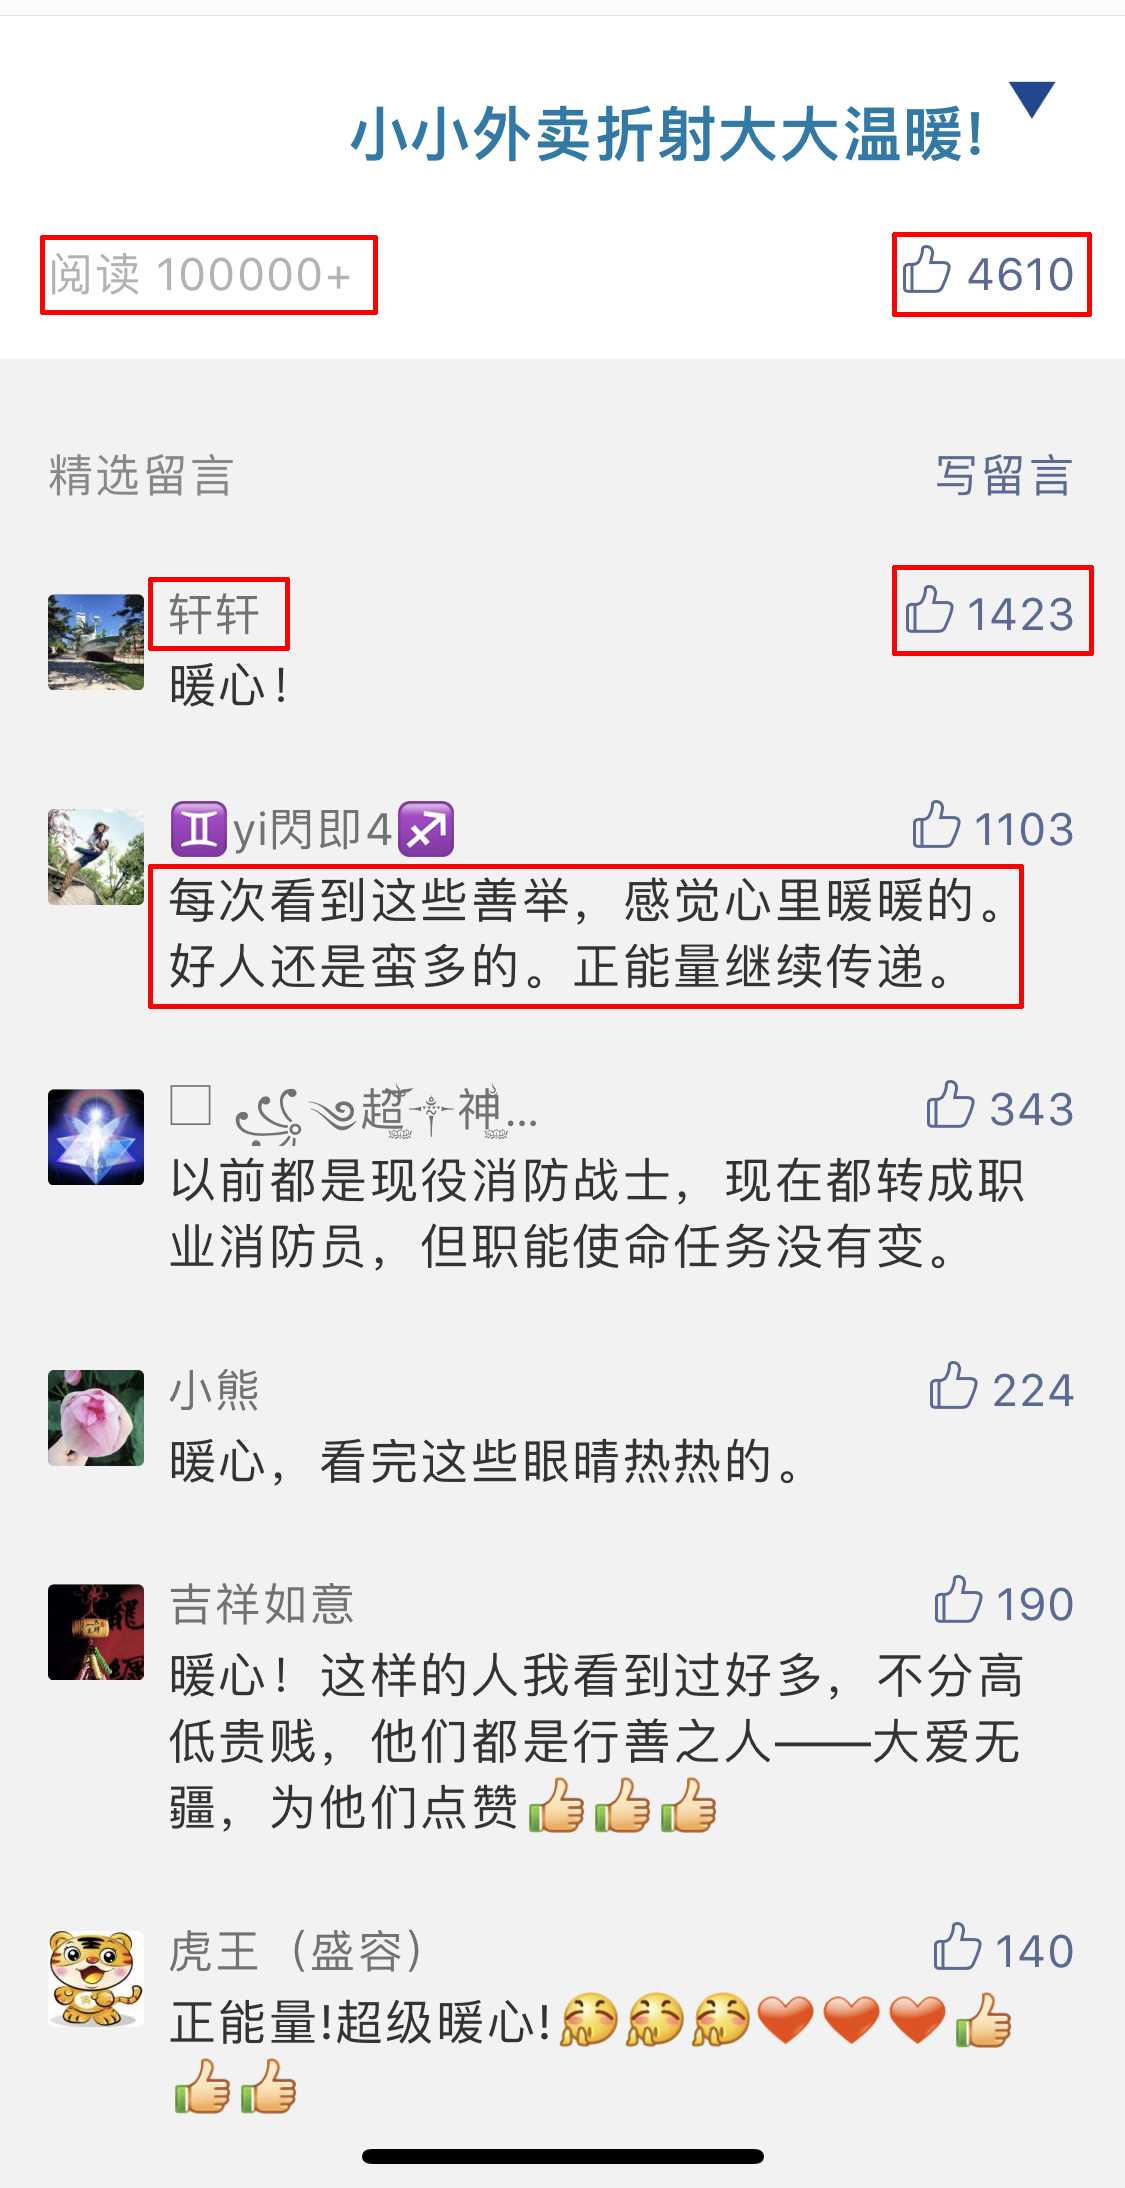 小小外卖折射大大温暖!
阅读 100000+
4610
精选留言
写留言
轩轩
1423
暖心！
♊yi閃即4♐
1103
每次看到这些善举，感觉心里暖暖的。
好人还是蛮多的。正能量继续传递。
超 神...
343
以前都是现役消防战士，现在都转成职
业消防员，但职能使命任务没有变。
小熊
224
暖心，看完这些眼睛热热的。
吉祥如意
190
暖心！这样的人我看到过好多，不分高
低贵贱，他们都是行善之人——大爱无
疆，为他们点赞👍👍👍
虎王（盛容）
140
正能量!超级暖心!🤗🤗🤗❤️❤️❤️👍
👍👍